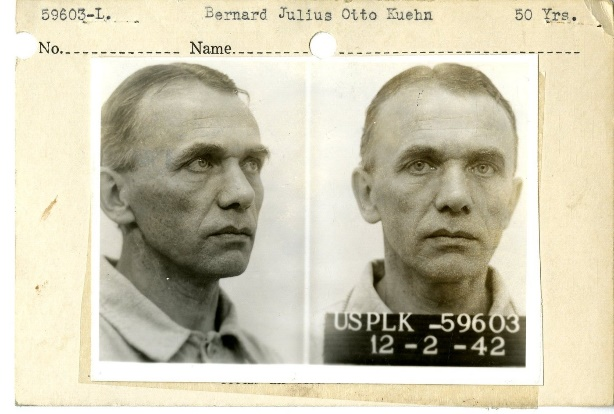 59603-L. Bernard Julius Otto Kuehn 50 Yrs.
No. Name
USPLK -59603
12-2-42